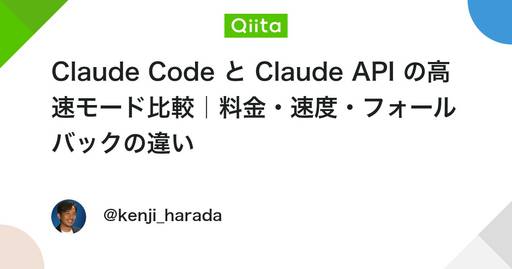 Qiita
Claude Code と Claude API の高
速モード比較｜料金・速度・フォール
バックの違い
@kenji_harada